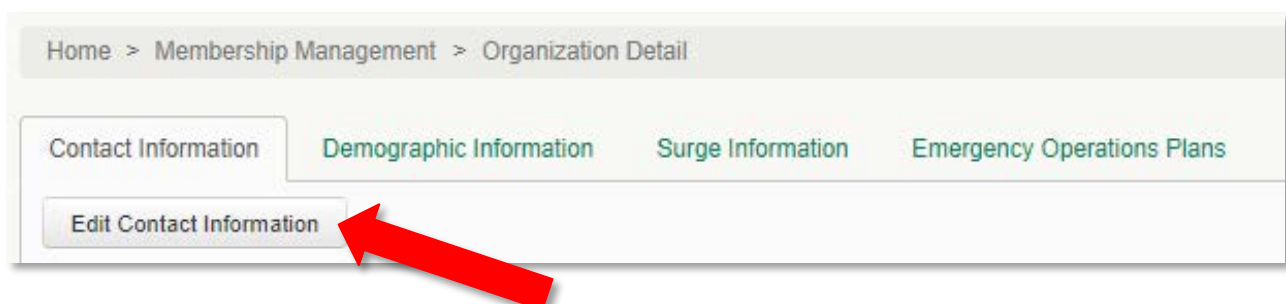 Home > Membership Management > Organization Detail
Contact Information Demographic Information Surge Information Emergency Operations Plans
Edit Contact Information